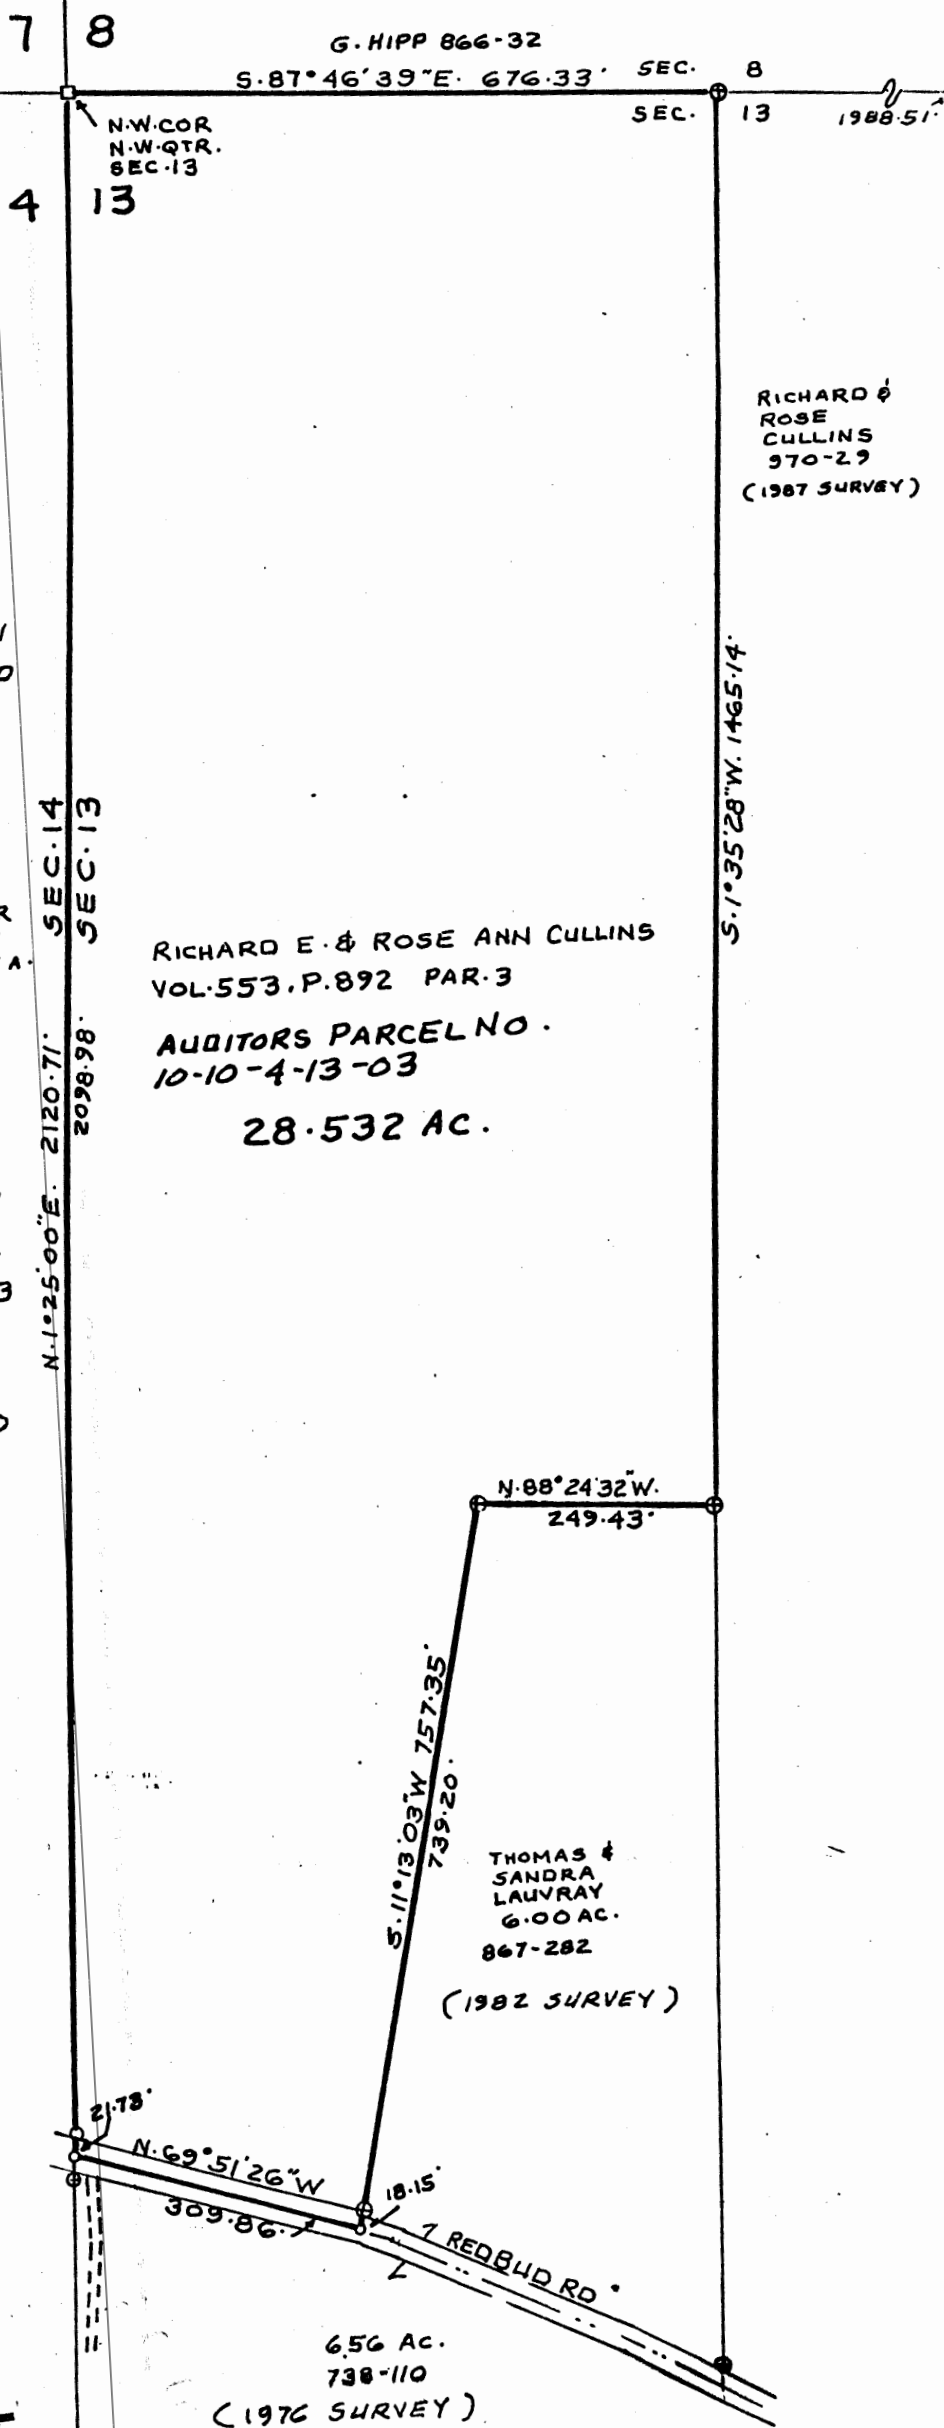 7 8
G. HIPP 866-32
S. 87° 46' 39" E. 676.33' SEC. 8
SEC. 13 1988.51'
N.W. COR
N.W. QTR.
SEC. 13
4 13
RICHARD &
ROSE
CULLINS
970-29
(1987 SURVEY)
S. 1° 35' 28" W. 1465.14'
SEC. 14
SEC. 13
RICHARD E. & ROSE ANN CULLINS
VOL. 553, P. 892 PAR. 3
AUDITORS PARCEL NO.
10-10-4-13-03
28.532 AC.
N. 1° 25' 00" E. 2120.71'
2098.98'
N. 88° 24' 32" W.
249.43'
S. 11° 13' 03" W 757.35'
739.20'
THOMAS &
SANDRA
LAUVRAY
6.00 AC.
867-282
(1982 SURVEY)
21.73'
N. 69° 51' 26" W
309.86'
18.15'
REDBUD RD.
6.56 AC.
738-110
(1976 SURVEY)